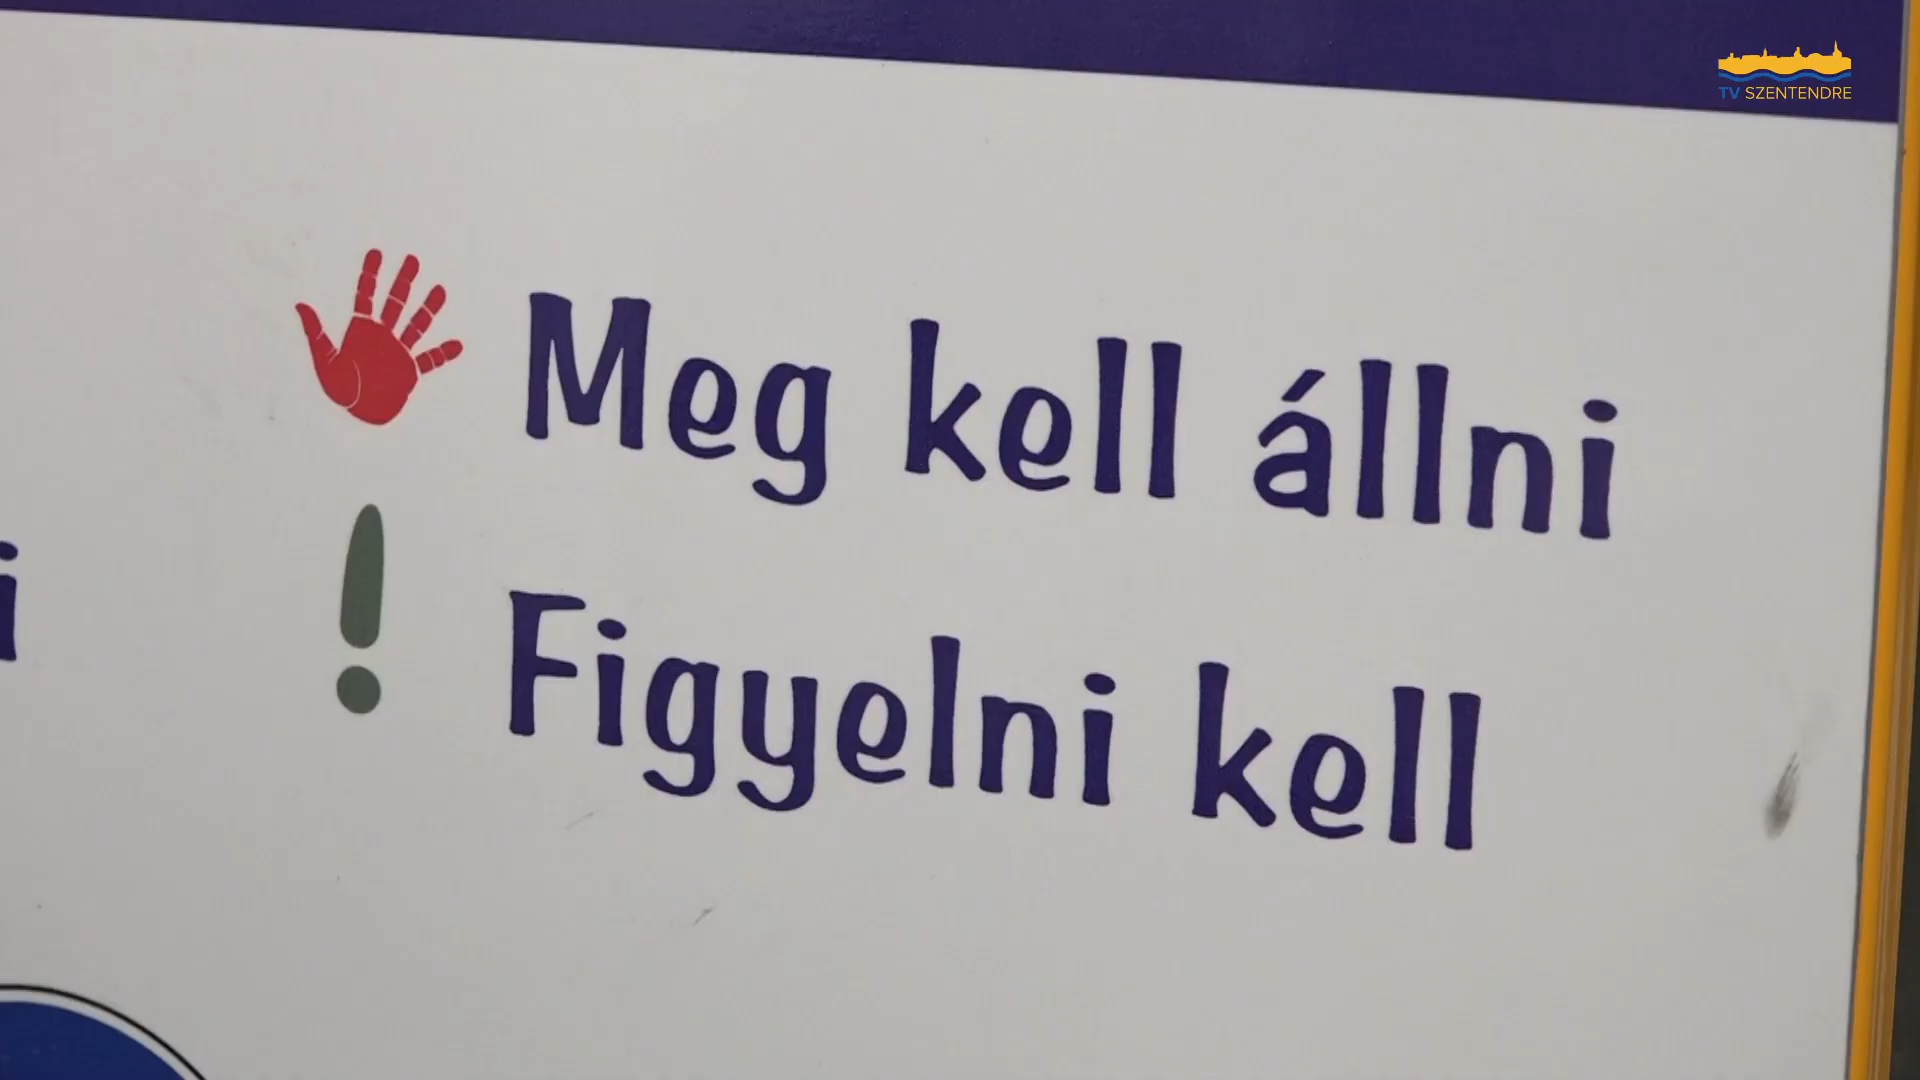 TV SZENTENDRE
Meg kell állni
! Figyelni kell
i